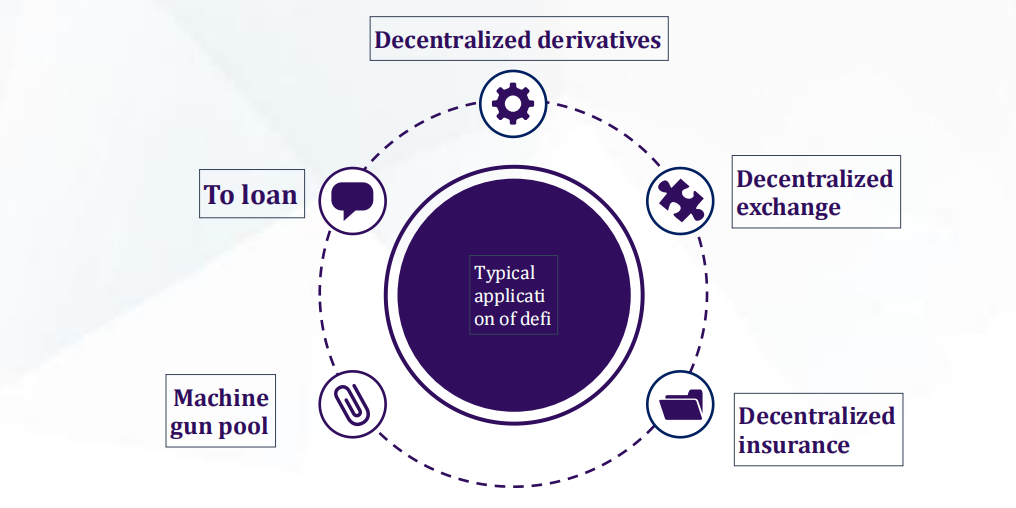 Decentralized derivatives
To loan
Decentralized
exchange
Typical
applicati
on of defi
Machine
gun pool
Decentralized
insurance